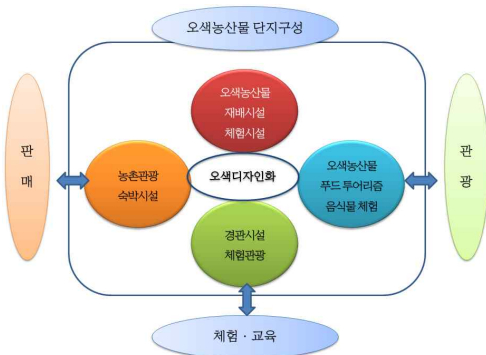 오색농산물 단지구성
오색농산물
재배시설
체험시설
판
매
농촌관광
숙박시설
오색디자인화
오색농산물
푸드 투어리즘
음식물 체험
판
광
경관시설
체험관광
체험 · 교육